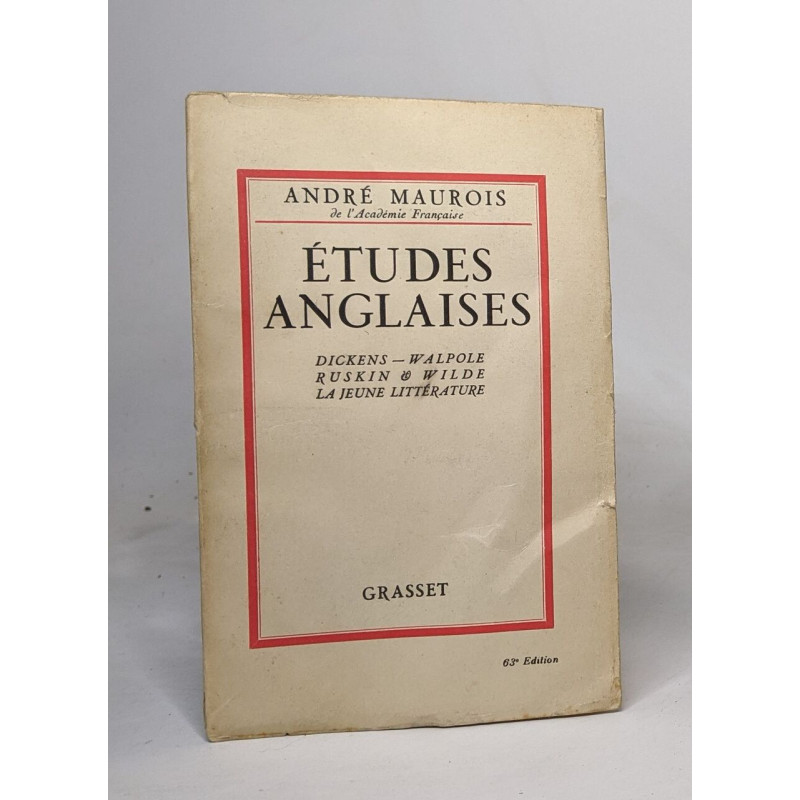 ANDRÉ MAUROIS
de l'Académie Française
ÉTUDES
ANGLAISES
DICKENS — WALPOLE
RUSKIN & WILDE
LA JEUNE LITTÉRATURE
GRASSET
63e Edition